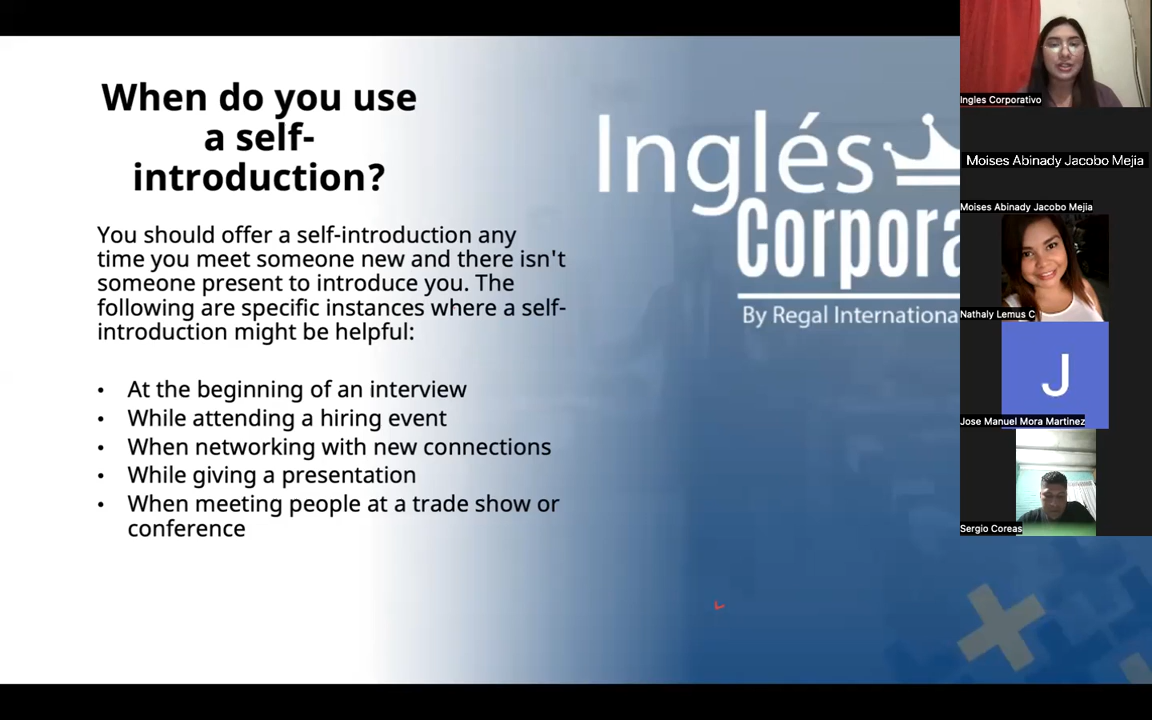 When do you use
a self-
introduction?
You should offer a self-introduction any
time you meet someone new and there isn't
someone present to introduce you. The
following are specific instances where a self-
introduction might be helpful:
• At the beginning of an interview
• While attending a hiring event
• When networking with new connections
• While giving a presentation
• When meeting people at a trade show or
conference
Inglés
Corpora
By Regal Internationa
Ingles Corporativo
Moises Abinady Jacobo Mejia
Moises Abinady Jacobo Mejia
Nathaly Lemus C
J
Jose Manuel Mora Martinez
Sergio Coreas